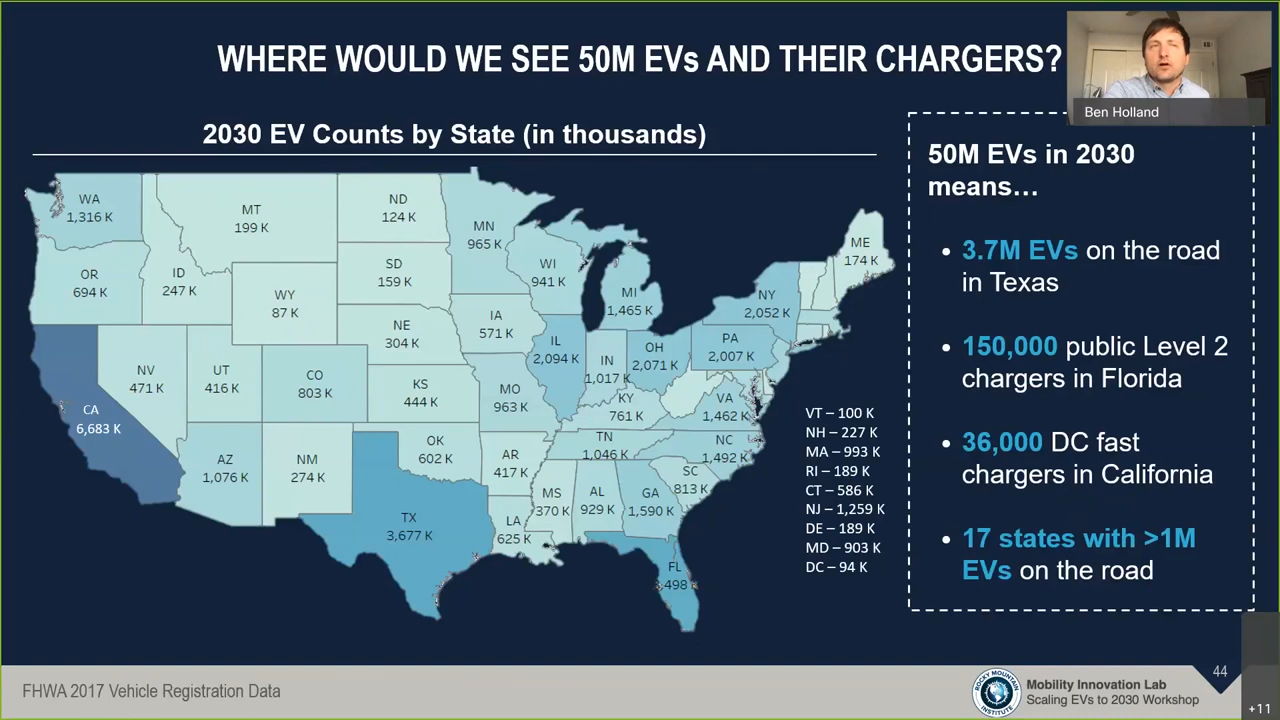 WHERE WOULD WE SEE 50M EVs AND THEIR CHARGERS?
Ben Holland
2030 EV Counts by State (in thousands)
WA
1,316 K
OR
694 K
CA
6,683 K
ID
247 K
NV
471 K
MT
199 K
WY
87 K
UT
416 K
AZ
1,076 K
CO
803 K
NM
274 K
ND
124 K
SD
159 K
NE
304 K
KS
444 K
OK
602 K
TX
3,677 K
MN
965 K
IA
571 K
MO
963 K
AR
417 K
LA
625 K
WI
941 K
IL
2,094 K
MI
1,465 K
IN
1,017 K
OH
2,071 K
KY
761 K
TN
1,046 K
MS
370 K
AL
929 K
GA
1,590 K
FL
498 K
SC
813 K
NC
1,492 K
VA
1,462 K
PA
2,007 K
NY
2,052 K
ME
174 K
VT – 100 K
NH – 227 K
MA – 993 K
RI – 189 K
CT – 586 K
NJ – 1,259 K
DE – 189 K
MD – 903 K
DC – 94 K
50M EVs in 2030
means…
• 3.7M EVs on the road
in Texas
• 150,000 public Level 2
chargers in Florida
• 36,000 DC fast
chargers in California
• 17 states with >1M
EVs on the road
FHWA 2017 Vehicle Registration Data
ROCKY MOUNTAIN
INSTITUTE
Mobility Innovation Lab
Scaling EVs to 2030 Workshop
44
+11